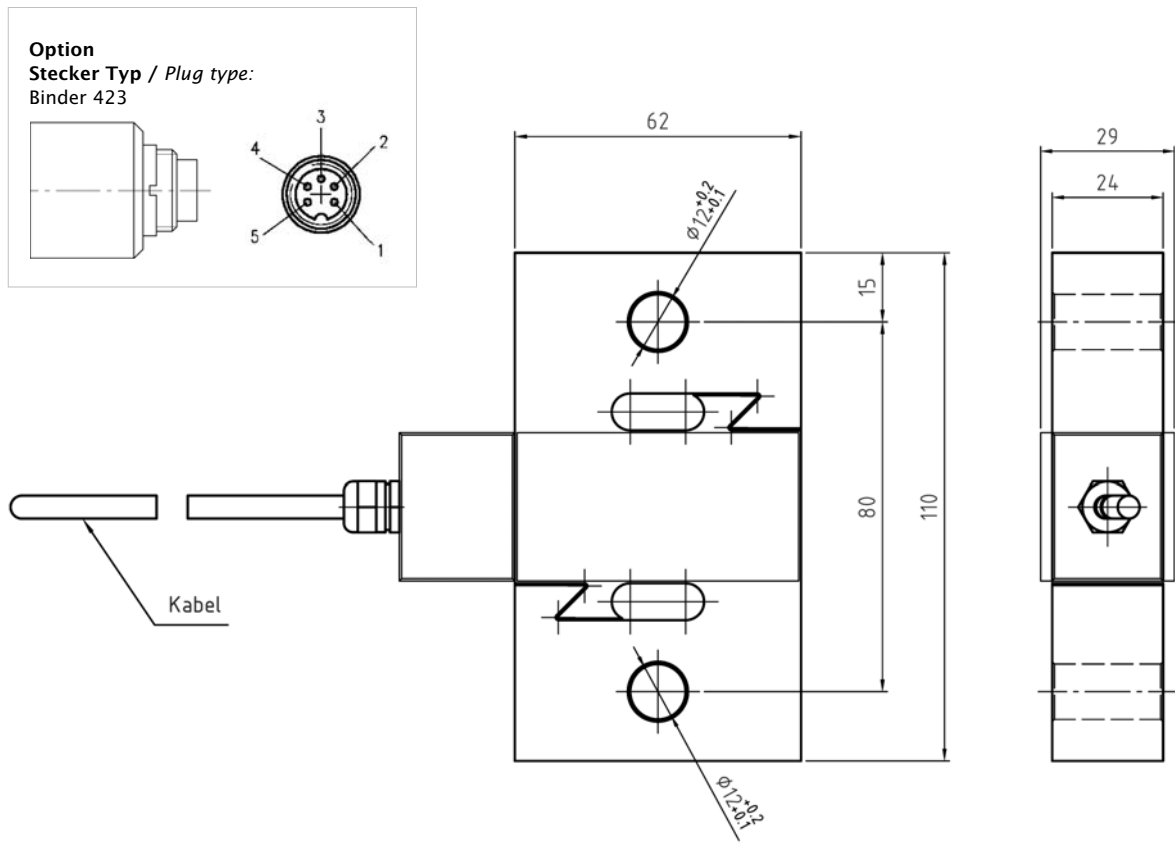 Option
Stecker Typ / Plug type:
Binder 423
3
4
2
5
1
62
29
24
ø12+0.2+0.1
15
80
110
Kabel
ø12+0.2+0.1